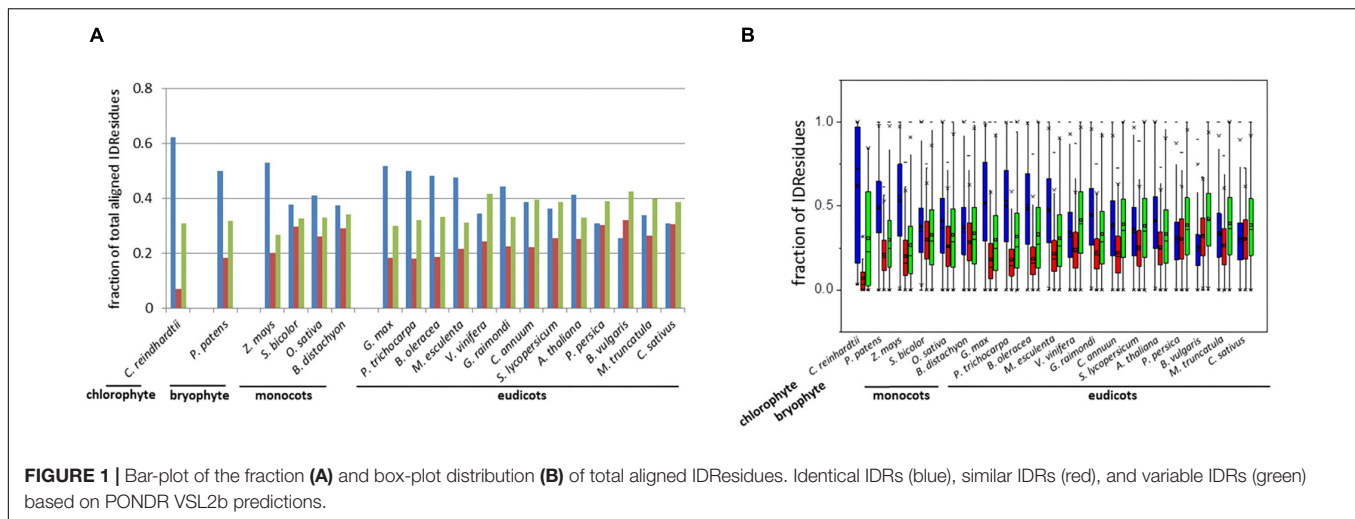 A
fraction of total aligned IDResidues
0.8
0.6
0.4
0.2
0
C. reindhardtii
P. patens
Z. mays
S. bicolor
O. sativa
B. distachyon
G. max
P. trichocarpa
B. oleracea
M. esculenta
V. vinifera
G. raimondi
C. annuum
S. lycopersicum
A. thaliana
P. persica
B. vulgaris
M. truncatula
C. sativus
chlorophyte
bryophyte
monocots
eudicots
B
fraction of IDResidues
1.0
0.5
0.0
C. reinhardtii
P. patens
Z. mays
S. bicolor
O. sativa
B. distachyon
G. max
P. trichocarpa
B. oleracea
M. esculenta
V. vinifera
G. raimondi
C. annuun
S. lycopersicum
A. thaliana
P. persica
B. vulgaris
M. truncatula
C. sativus
chlorophyte
bryophyte
monocots
eudicots
FIGURE 1 | Bar-plot of the fraction (A) and box-plot distribution (B) of total aligned IDResidues. Identical IDRs (blue), similar IDRs (red), and variable IDRs (green)
based on PONDR VSL2b predictions.